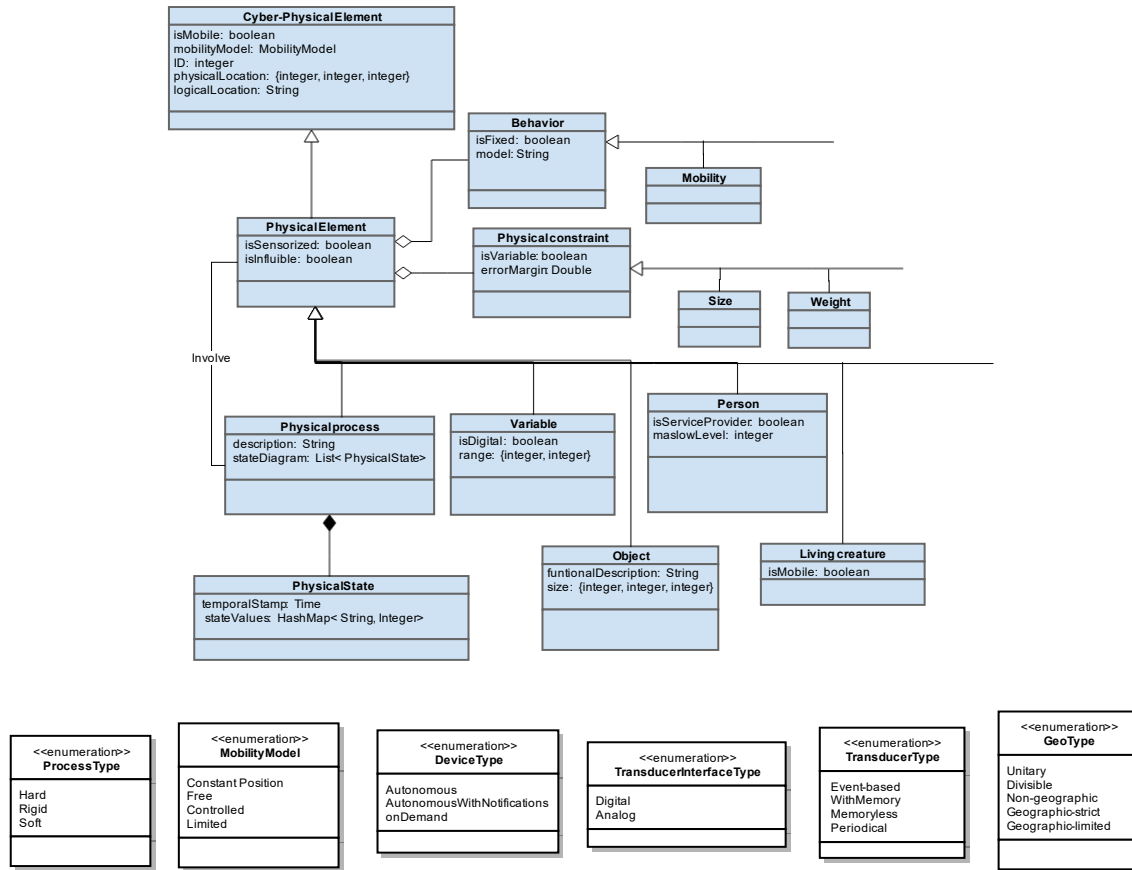 Cyber-PhysicalElement
isMobile: boolean
mobilityModel: MobilityModel
ID: integer
physicalLocation: {integer, integer, integer}
logicalLocation: String
Behavior
isFixed: boolean
model: String
Mobility
PhysicalElement
isSensorized: boolean
isInfluible: boolean
Physical constraint
isVariable: boolean
errorMargin: Double
Size
Weight
Involve
Physical process
description: String
stateDiagram: List< PhysicalState>
Variable
isDigital: boolean
range: {integer, integer}
Person
isServiceProvider: boolean
maslowLevel: integer
PhysicalState
temporalStamp: Time
stateValues: HashMap< String, Integer>
Object
funtionalDescription: String
size: {integer, integer, integer}
Living creature
isMobile: boolean
<<enumeration>>
ProcessType
Hard
Rigid
Soft
<<enumeration>>
MobilityModel
Constant Position
Free
Controlled
Limited
<<enumeration>>
DeviceType
Autonomous
AutonomousWithNotifications
onDemand
<<enumeration>>
TransducerInterfaceType
Digital
Analog
<<enumeration>>
TransducerType
Event-based
WithMemory
Memoryless
Periodical
<<enumeration>>
GeoType
Unitary
Divisible
Non-geographic
Geographic-strict
Geographic-limited